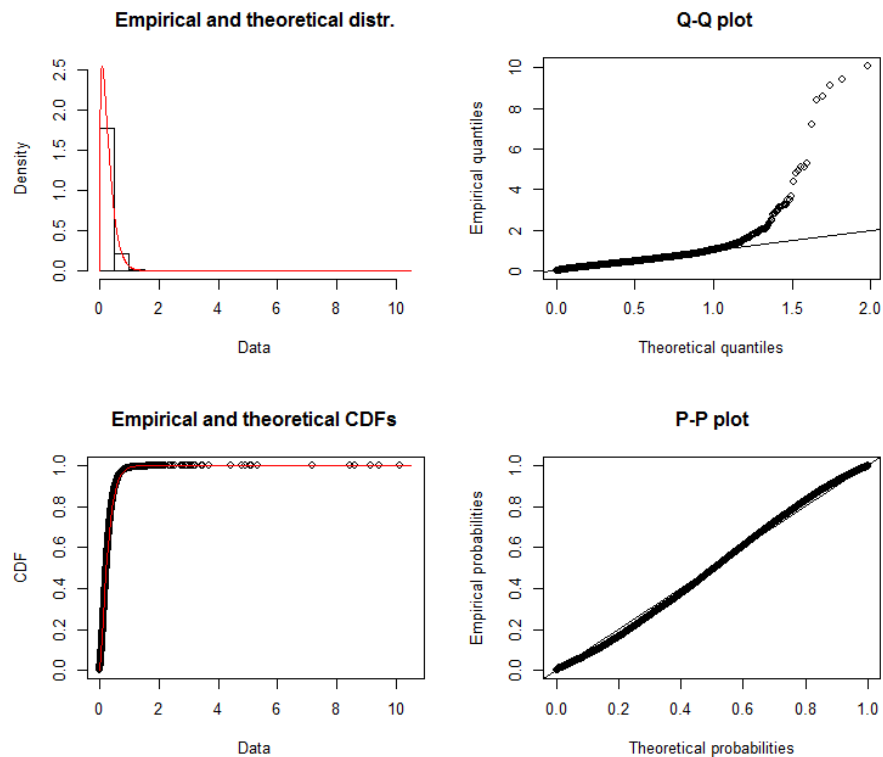 Empirical and theoretical distr.
Density
0.0 0.5 1.0 1.5 2.0 2.5
0 2 4 6 8 10
Data
Q-Q plot
Empirical quantiles
0 2 4 6 8 10
0.0 0.5 1.0 1.5 2.0
Theoretical quantiles
Empirical and theoretical CDFs
CDF
0.0 0.2 0.4 0.6 0.8 1.0
0 2 4 6 8 10
Data
P-P plot
Empirical probabilities
0.0 0.2 0.4 0.6 0.8 1.0
0.0 0.2 0.4 0.6 0.8 1.0
Theoretical probabilities